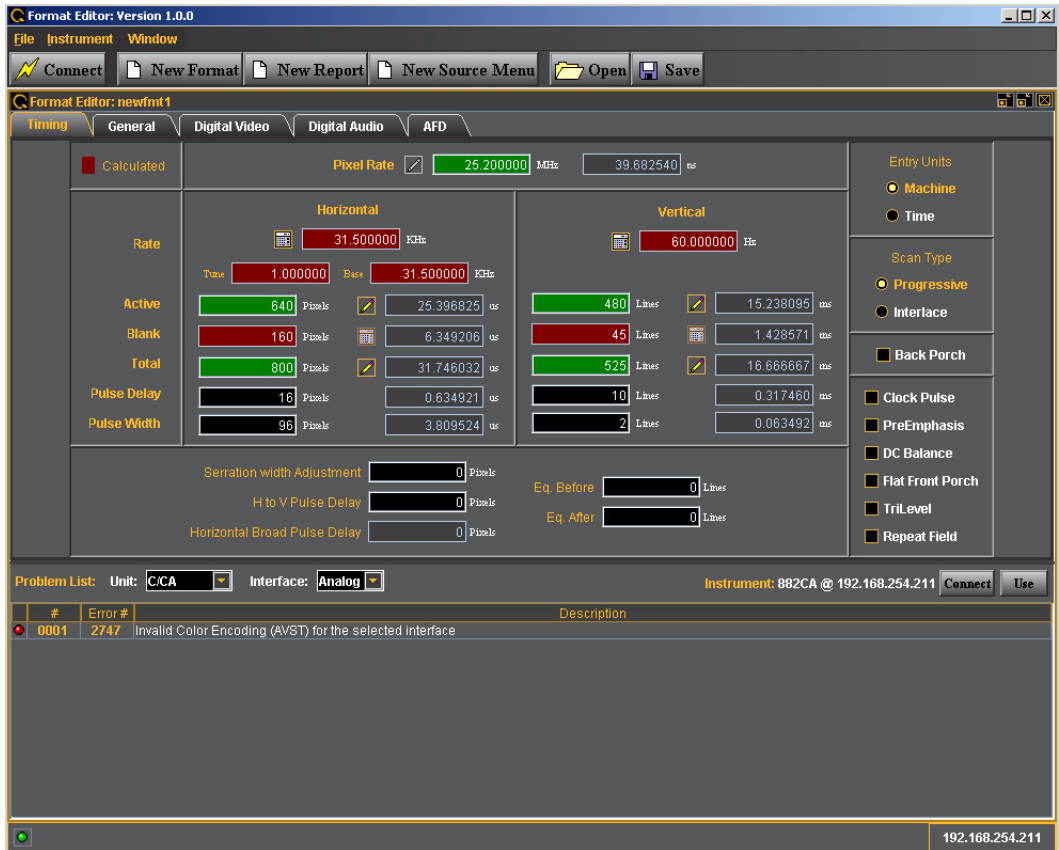 Format Editor: Version 1.0.0
File Instrument Window
Connect New Format New Report New Source Menu Open Save
Format Editor: newfmt1
Timing General Digital Video Digital Audio AFD
Calculated Pixel Rate 25.200000 MHz 39.682540 ns
Entry Units
Machine
Time
Horizontal Vertical
Rate 31.500000 KHz 60.000000 Hz
Tune 1.000000 Base 31.500000 KHz
Scan Type
Progressive
Interlace
Active 640 Pixels 25.396825 us 480 Lines 15.238095 ms
Blank 160 Pixels 6.349206 us 45 Lines 1.428571 ms
Total 800 Pixels 31.746032 us 525 Lines 16.666667 ms
Pulse Delay 16 Pixels 0.634921 us 10 Lines 0.317460 ms
Pulse Width 96 Pixels 3.809524 us 2 Lines 0.063492 ms
Back Porch
Clock Pulse
PreEmphasis
DC Balance
Flat Front Porch
TriLevel
Repeat Field
Serration width Adjustment 0 Pixels
H to V Pulse Delay 0 Pixels
Horizontal Broad Pulse Delay 0 Pixels
Eq. Before 0 Lines
Eq. After 0 Lines
Problem List: Unit: C/CA Interface: Analog Instrument: 882CA @ 192.168.254.211 Connect Use
# Error # Description
0001 2747 Invalid Color Encoding (AVST) for the selected interface
192.168.254.211